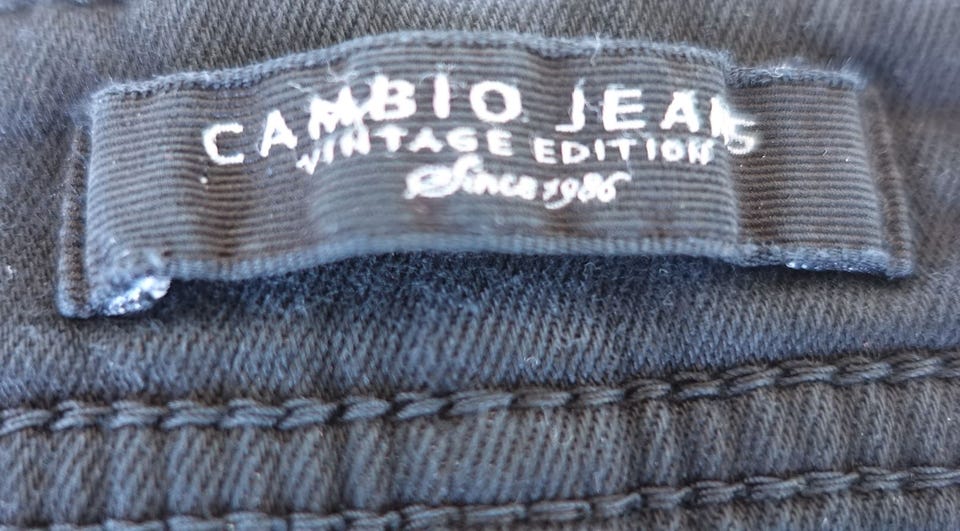 CAMBIO JEANS
VINTAGE EDITION
Since 1986